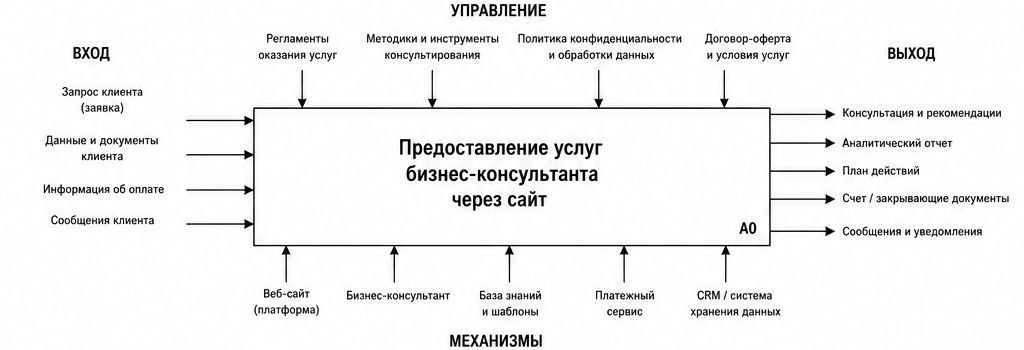 УПРАВЛЕНИЕ
Регламенты
оказания услуг
Методики и инструменты
консультирования
Политика конфиденциальности
и обработки данных
Договор-оферта
и условия услуг
ВХОД
Запрос клиента
(заявка)
Данные и документы
клиента
Информация об оплате
Сообщения клиента
Предоставление услуг
бизнес-консультанта
через сайт
A0
ВЫХОД
Консультация и рекомендации
Аналитический отчет
План действий
Счет / закрывающие документы
Сообщения и уведомления
Веб-сайт
(платформа)
Бизнес-консультант
База знаний
и шаблоны
Платежный
сервис
CRM / система
хранения данных
МЕХАНИЗМЫ